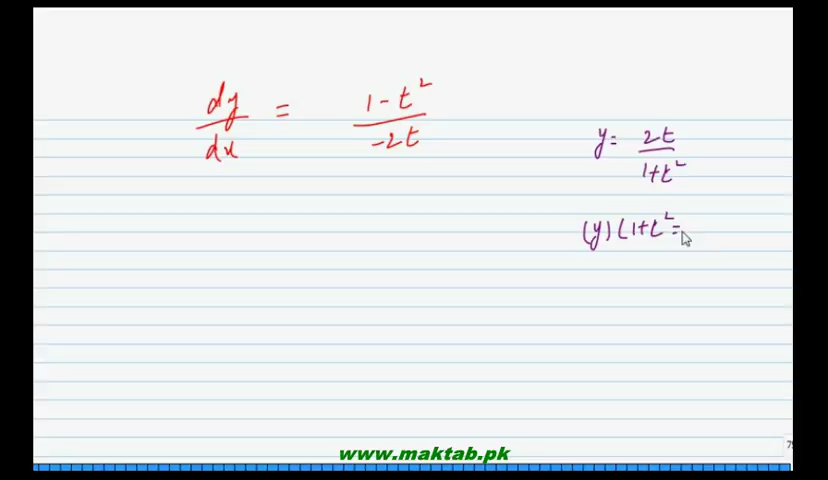 dy/dx = 1-t²/-2t
y = 2t/1+t²
(y) (1+t² =
www.maktab.pk